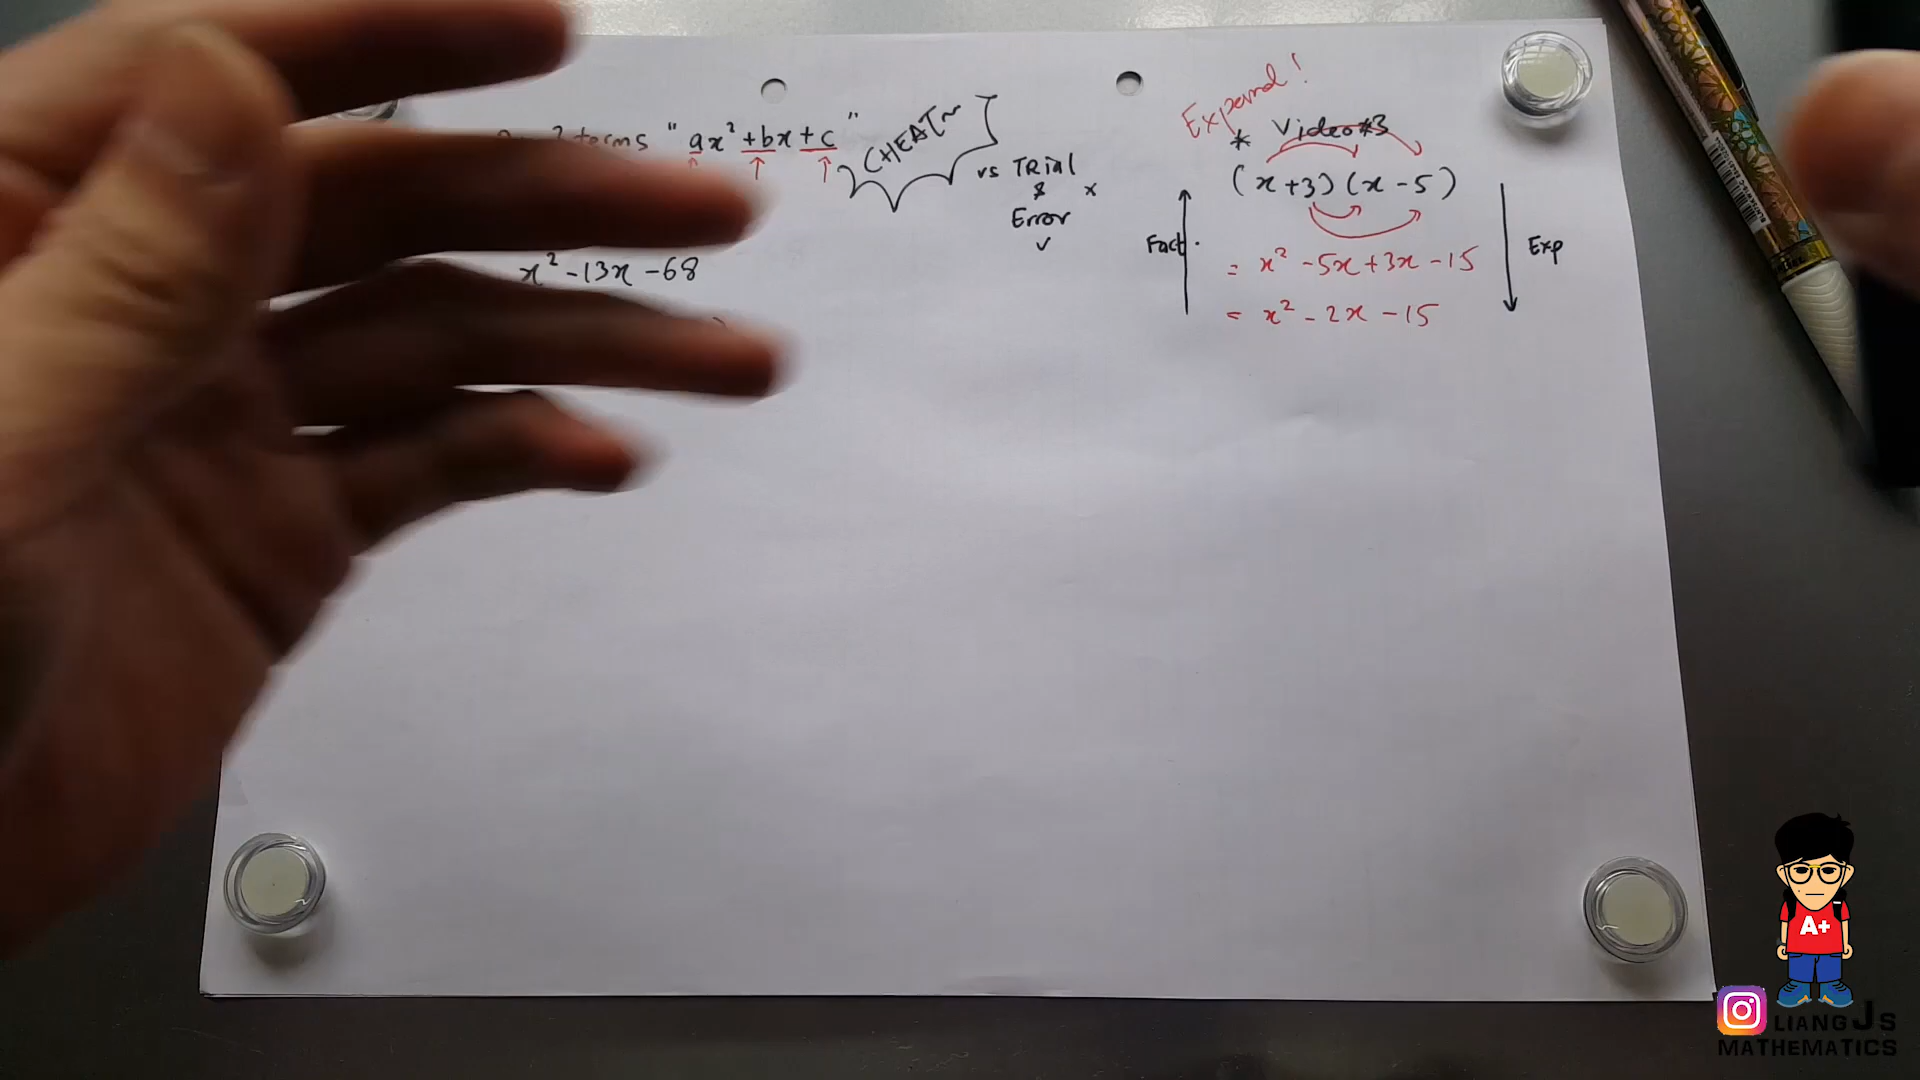 terms "ax² +bx +c"
CHEAT~
vs TRial
&
Error
x
✓
x² -13x -68
Expand!
* Video#3
(x +3)(x -5)
= x² -5x +3x -15
= x² -2x -15
Fact.
Exp
A+
LIANGJS
MATHEMATICS